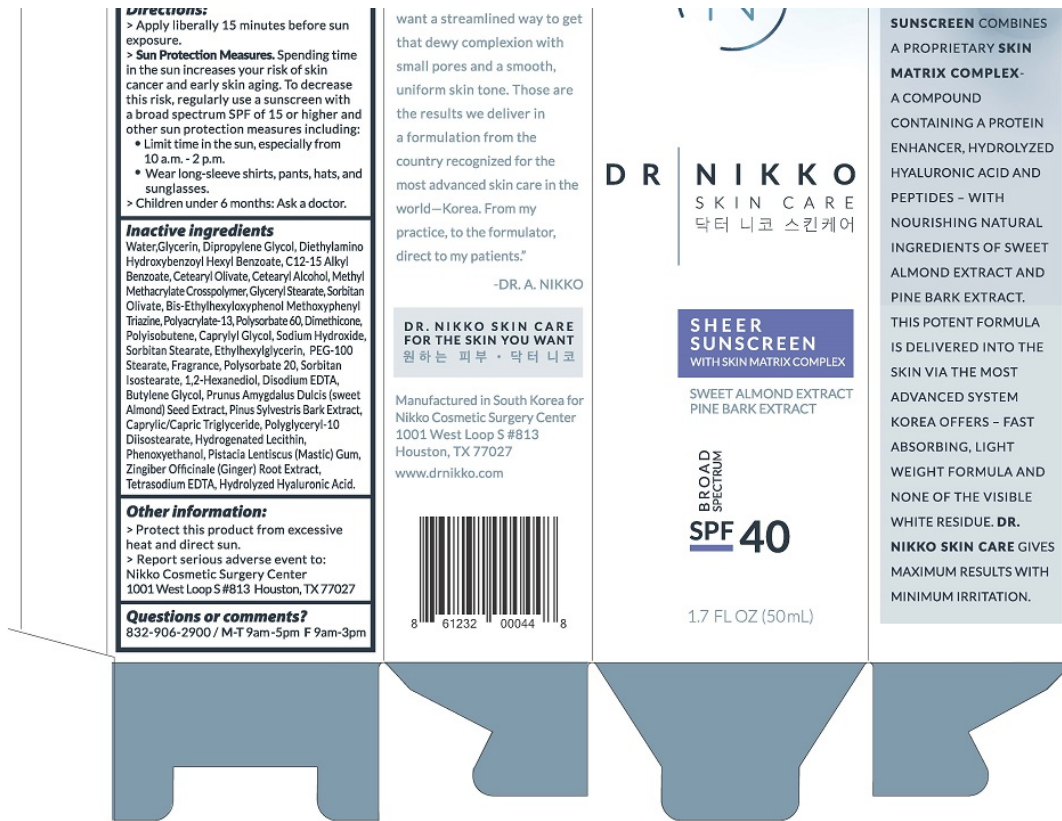 Directions:
> Apply liberally 15 minutes before sun
exposure.
> Sun Protection Measures. Spending time
in the sun increases your risk of skin
cancer and early skin aging. To decrease
this risk, regularly use a sunscreen with
a broad spectrum SPF of 15 or higher and
other sun protection measures including:
• Limit time in the sun, especially from
10 a.m. - 2 p.m.
• Wear long-sleeve shirts, pants, hats, and
sunglasses.
> Children under 6 months: Ask a doctor.
Inactive ingredients
Water,Glycerin, Dipropylene Glycol, Diethylamino
Hydroxybenzoyl Hexyl Benzoate, C12-15 Alkyl
Benzoate, Cetearyl Olivate, Cetearyl Alcohol, Methyl
Methacrylate Crosspolymer, Glyceryl Stearate, Sorbitan
Olivate, Bis-Ethylhexyloxyphenol Methoxyphenyl
Triazine, Polyacrylate-13, Polysorbate 60, Dimethicone,
Polyisobutene, Caprylyl Glycol, Sodium Hydroxide,
Sorbitan Stearate, Ethylhexylglycerin, PEG-100
Stearate, Fragrance, Polysorbate 20, Sorbitan
Isostearate, 1,2-Hexanediol, Disodium EDTA,
Butylene Glycol, Prunus Amygdalus Dulcis (sweet
Almond) Seed Extract, Pinus Sylvestris Bark Extract,
Caprylic/Capric Triglyceride, Polyglyceryl-10
Diisostearate, Hydrogenated Lecithin,
Phenoxyethanol, Pistacia Lentiscus (Mastic) Gum,
Zingiber Officinale (Ginger) Root Extract,
Tetrasodium EDTA, Hydrolyzed Hyaluronic Acid.
Other information:
> Protect this product from excessive
heat and direct sun.
> Report serious adverse event to:
Nikko Cosmetic Surgery Center
1001 West Loop S #813 Houston, TX 77027
Questions or comments?
832-906-2900 / M-T 9am-5pm F 9am-3pm
want a streamlined way to get
that dewy complexion with
small pores and a smooth,
uniform skin tone. Those are
the results we deliver in
a formulation from the
country recognized for the
most advanced skin care in the
world—Korea. From my
practice, to the formulator,
direct to my patients.”
-DR. A. NIKKO
DR. NIKKO SKIN CARE
FOR THE SKIN YOU WANT
원하는 피부 · 닥터 니코
Manufactured in South Korea for
Nikko Cosmetic Surgery Center
1001 West Loop S #813
Houston, TX 77027
www.drnikko.com
8 61232 00044 8
DR NIKKO
SKIN CARE
닥터 니코 스킨케어
SHEER
SUNSCREEN
WITH SKIN MATRIX COMPLEX
SWEET ALMOND EXTRACT
PINE BARK EXTRACT
BROAD
SPECTRUM
SPF 40
1.7 FL OZ (50mL)
SUNSCREEN COMBINES
A PROPRIETARY SKIN
MATRIX COMPLEX-
A COMPOUND
CONTAINING A PROTEIN
ENHANCER, HYDROLYZED
HYALURONIC ACID AND
PEPTIDES – WITH
NOURISHING NATURAL
INGREDIENTS OF SWEET
ALMOND EXTRACT AND
PINE BARK EXTRACT.
THIS POTENT FORMULA
IS DELIVERED INTO THE
SKIN VIA THE MOST
ADVANCED SYSTEM
KOREA OFFERS – FAST
ABSORBING, LIGHT
WEIGHT FORMULA AND
NONE OF THE VISIBLE
WHITE RESIDUE. DR.
NIKKO SKIN CARE GIVES
MAXIMUM RESULTS WITH
MINIMUM IRRITATION.